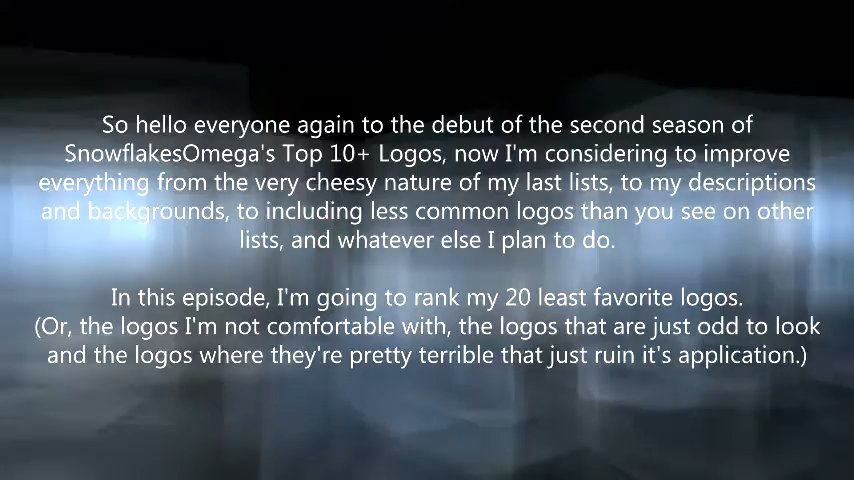 So hello everyone again to the debut of the second season of
SnowflakesOmega's Top 10+ Logos, now I'm considering to improve
everything from the very cheesy nature of my last lists, to my descriptions
and backgrounds, to including less common logos than you see on other
lists, and whatever else I plan to do.
In this episode, I'm going to rank my 20 least favorite logos.
(Or, the logos I'm not comfortable with, the logos that are just odd to look
and the logos where they're pretty terrible that just ruin it's application.)